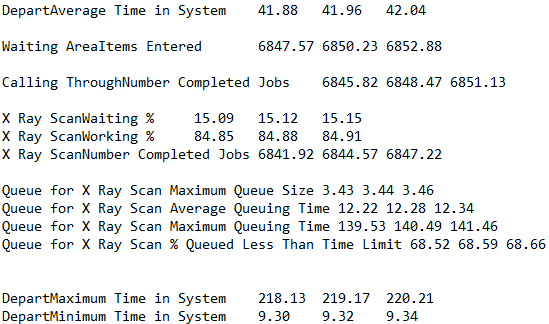 DepartAverage Time in System 41.88 41.96 42.04
Waiting AreaItems Entered 6847.57 6850.23 6852.88
Calling ThroughNumber Completed Jobs 6845.82 6848.47 6851.13
X Ray ScanWaiting % 15.09 15.12 15.15
X Ray ScanWorking % 84.85 84.88 84.91
X Ray ScanNumber Completed Jobs 6841.92 6844.57 6847.22
Queue for X Ray Scan Maximum Queue Size 3.43 3.44 3.46
Queue for X Ray Scan Average Queuing Time 12.22 12.28 12.34
Queue for X Ray Scan Maximum Queuing Time 139.53 140.49 141.46
Queue for X Ray Scan % Queued Less Than Time Limit 68.52 68.59 68.66
DepartMaximum Time in System 218.13 219.17 220.21
DepartMinimum Time in System 9.30 9.32 9.34